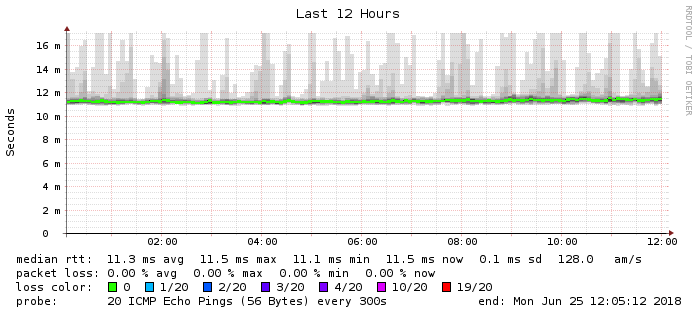 Last 12 Hours
RRDTOOL / TOBI OETIKER
Seconds
16 m
14 m
12 m
10 m
8 m
6 m
4 m
2 m
0
02:00 04:00 06:00 08:00 10:00 12:00
median rtt: 11.3 ms avg 11.5 ms max 11.1 ms min 11.5 ms now 0.1 ms sd 128.0 am/s
packet loss: 0.00 % avg 0.00 % max 0.00 % min 0.00 % now
loss color: 0 1/20 2/20 3/20 4/20 10/20 19/20
probe: 20 ICMP Echo Pings (56 Bytes) every 300s end: Mon Jun 25 12:05:12 2018